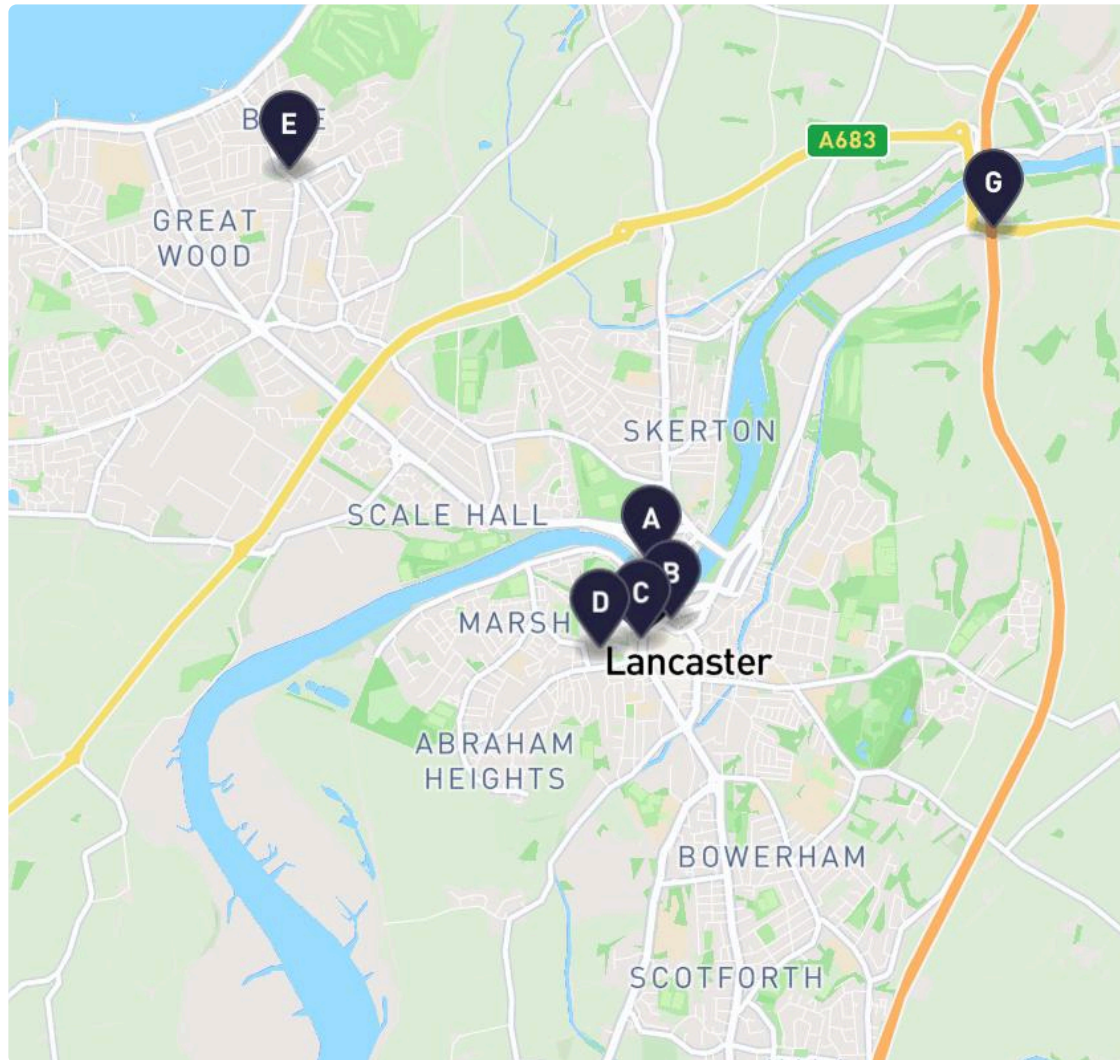 E
A683
G
GREAT
WOOD
SKERTON
SCALE HALL
A
B
C
D
MARSH
Lancaster
ABRAHAM
HEIGHTS
BOWERHAM
SCOTFORTH